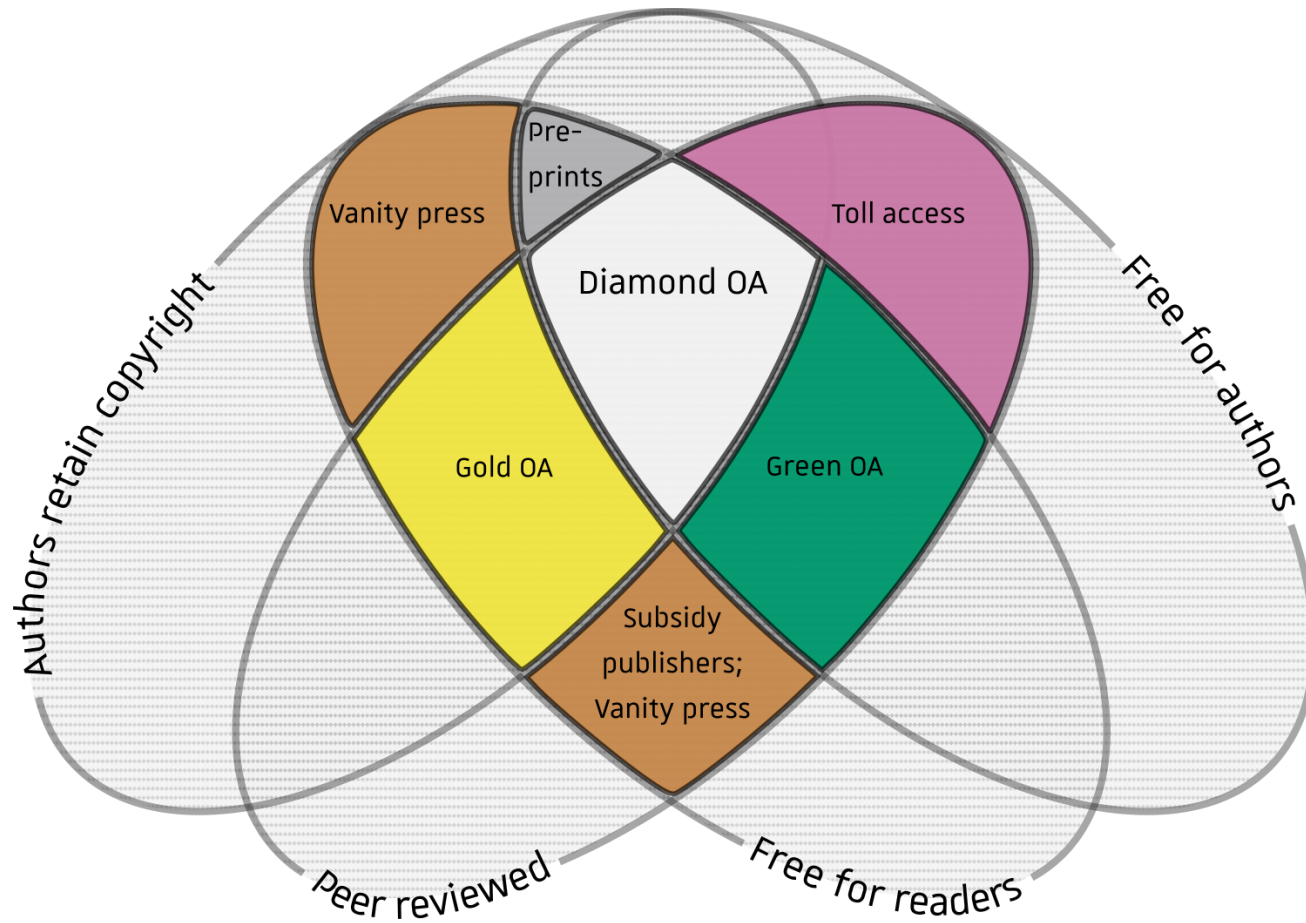 Pre-
prints
Vanity press
Toll access
Diamond OA
Authors retain copyright
Free for authors
Gold OA
Green OA
Subsidy
publishers;
Vanity press
Peer reviewed
Free for readers